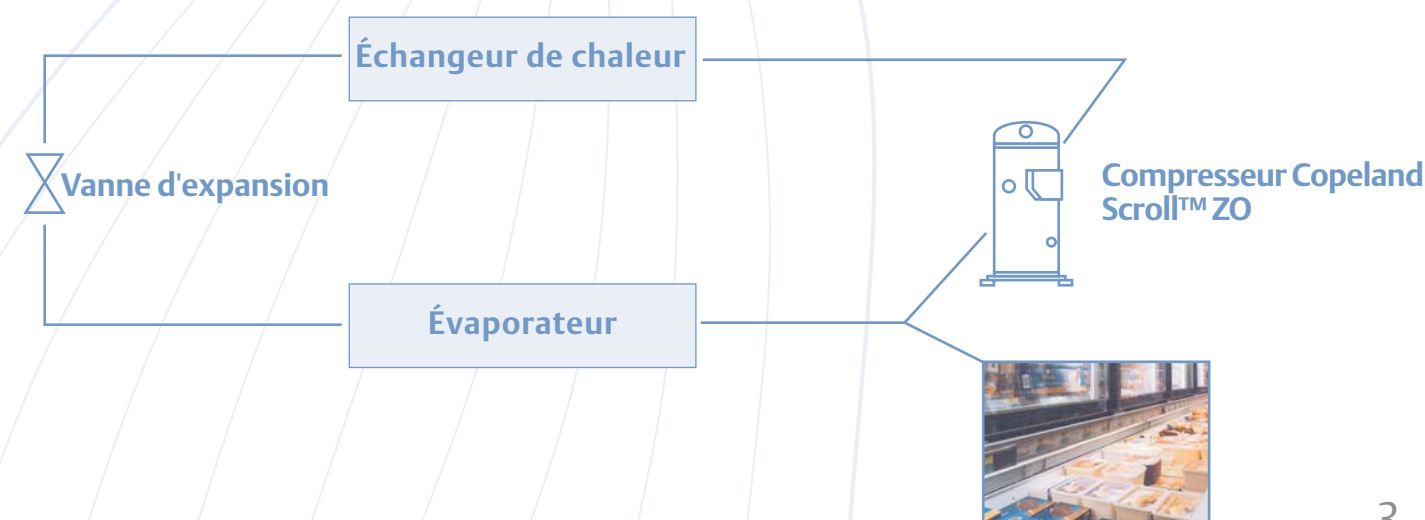 Échangeur de chaleur
Vanne d'expansion
Compresseur Copeland
Scroll™ ZO
Évaporateur
3